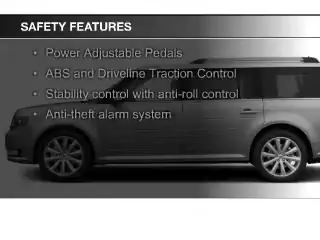 SAFETY FEATURES
• Power Adjustable Pedals
• ABS and Driveline Traction Control
• Stability control with anti-roll control
• Anti-theft alarm system